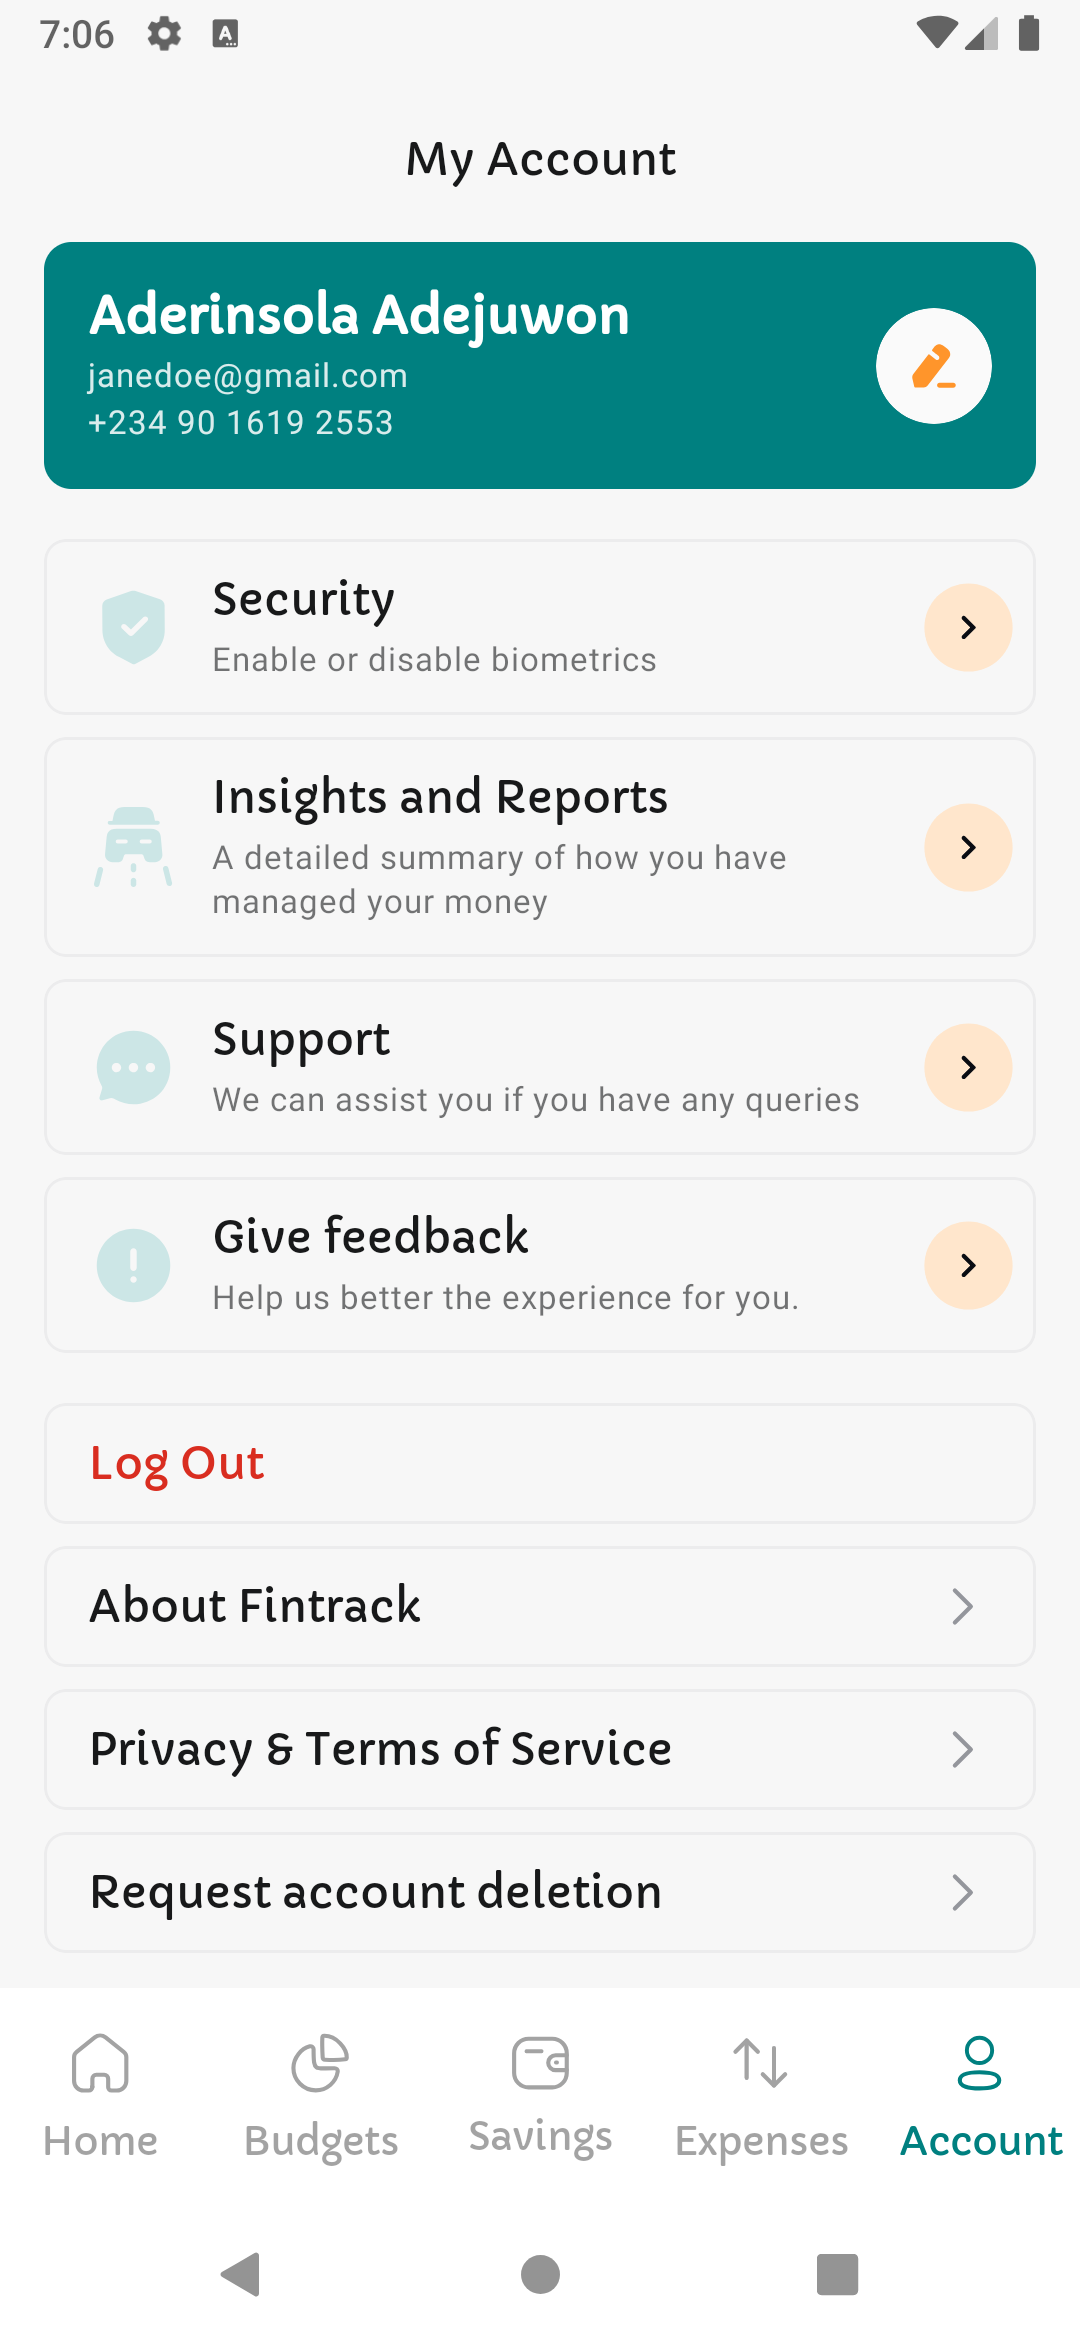 7:06
My Account
Aderinsola Adejuwon
janedoe@gmail.com
+234 90 1619 2553
Security
Enable or disable biometrics
Insights and Reports
A detailed summary of how you have
managed your money
Support
We can assist you if you have any queries
Give feedback
Help us better the experience for you.
Log Out
About Fintrack
Privacy & Terms of Service
Request account deletion
Home
Budgets
Savings
Expenses
Account